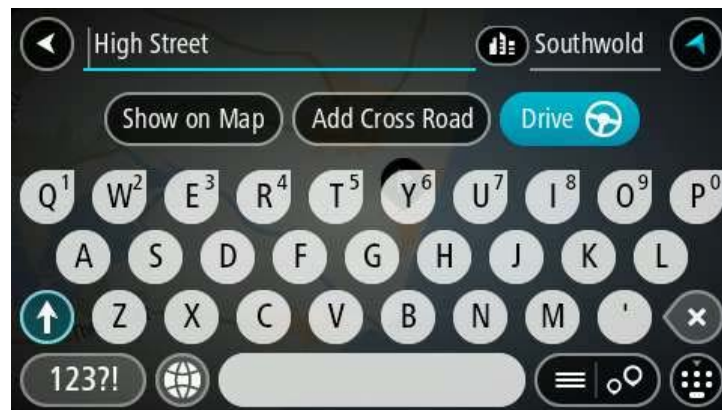 High Street Southwold
Show on Map Add Cross Road Drive
Q1 W2 E3 R4 T5 Y6 U7 I8 O9 P0
A S D F G H J K L
Z X C V B N M '
123?!